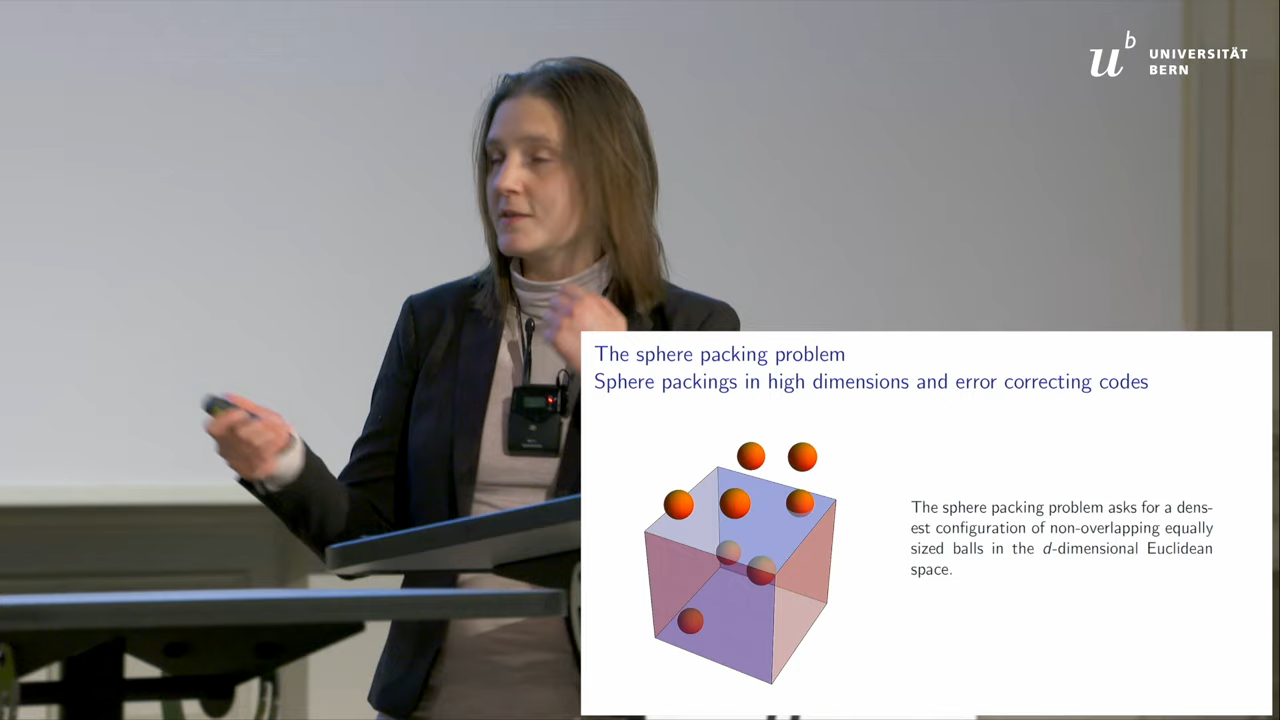 u b UNIVERSITÄT
BERN
The sphere packing problem
Sphere packings in high dimensions and error correcting codes
The sphere packing problem asks for a dens-
est configuration of non-overlapping equally
sized balls in the d-dimensional Euclidean
space.